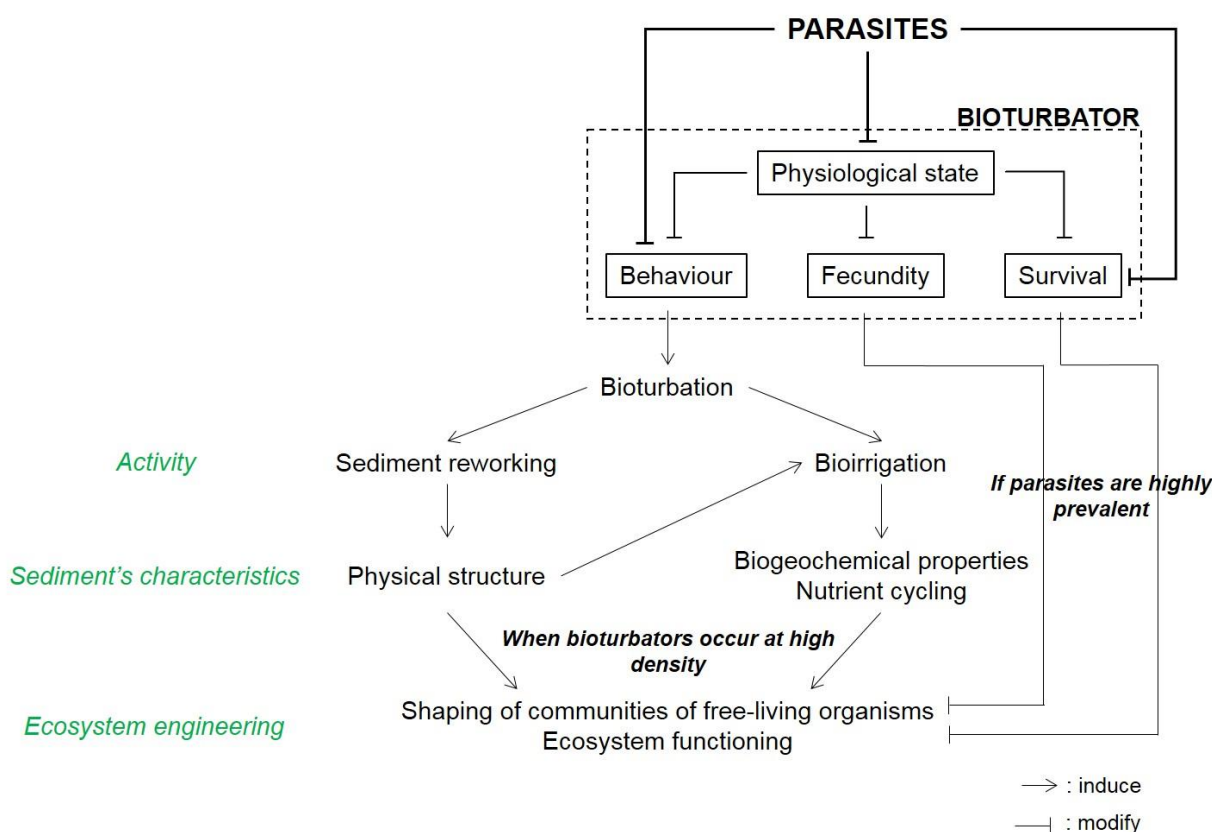 PARASITES
BIOTURBATOR
Physiological state
Behaviour
Fecundity
Survival
Bioturbation
Activity
Sediment reworking
Bioirrigation
If parasites are highly
prevalent
Sediment's characteristics
Physical structure
Biogeochemical properties
Nutrient cycling
When bioturbators occur at high
density
Ecosystem engineering
Shaping of communities of free-living organisms
Ecosystem functioning
: induce
: modify